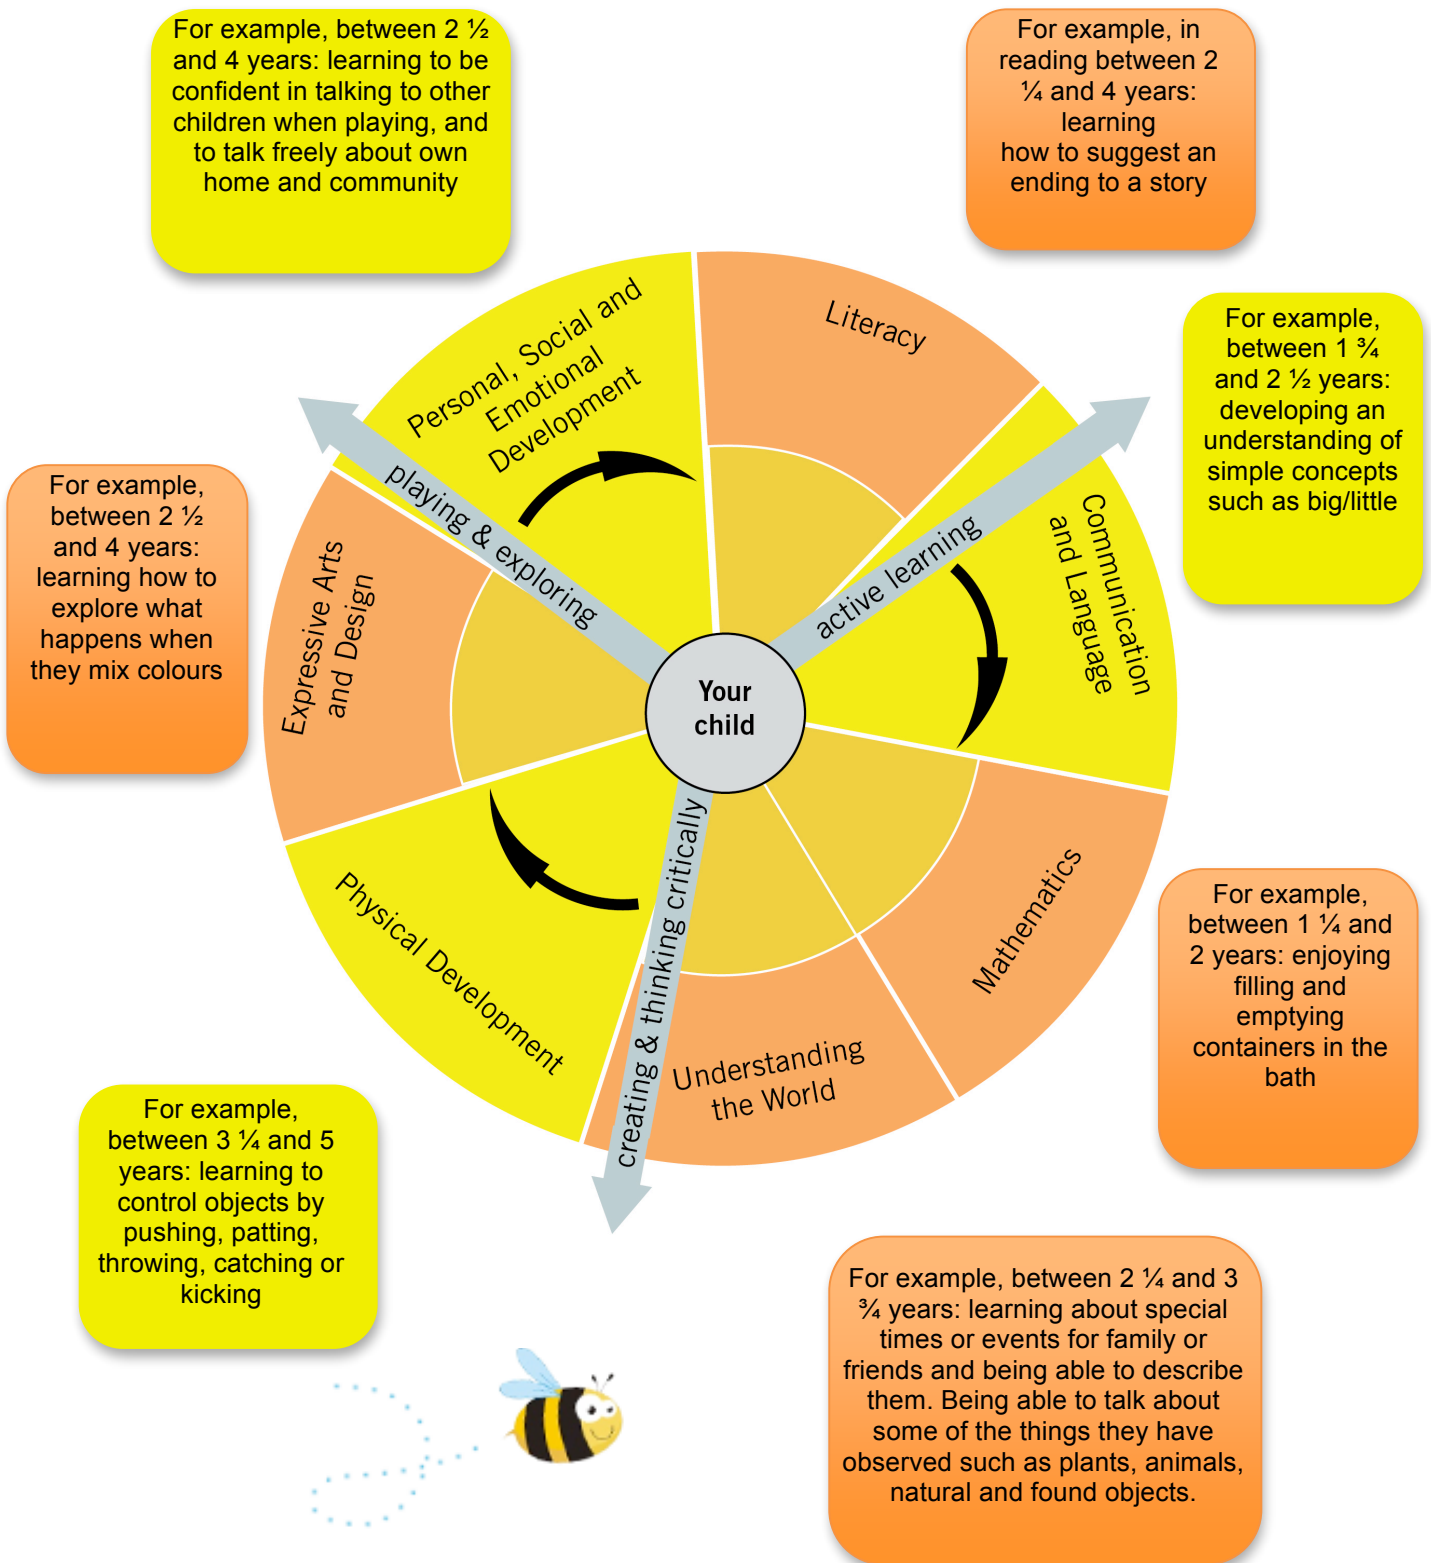 For example, between 2 ½
and 4 years: learning to be
confident in talking to other
children when playing, and
to talk freely about own
home and community
For example, in
reading between 2
¼ and 4 years:
learning
how to suggest an
ending to a story
For example,
between 1 ¾
and 2 ½ years:
developing an
understanding of
simple concepts
such as big/little
For example,
between 2 ½
and 4 years:
learning how to
explore what
happens when
they mix colours
Personal, Social and
Emotional
Development
Literacy
Communication
and Language
Expressive Arts
and Design
playing & exploring
active learning
Your
child
creating & thinking critically
Physical Development
Mathematics
Understanding
the World
For example,
between 1 ¼ and
2 years: enjoying
filling and
emptying
containers in the
bath
For example,
between 3 ¼ and 5
years: learning to
control objects by
pushing, patting,
throwing, catching or
kicking
For example, between 2 ¼ and 3
¾ years: learning about special
times or events for family or
friends and being able to describe
them. Being able to talk about
some of the things they have
observed such as plants, animals,
natural and found objects.